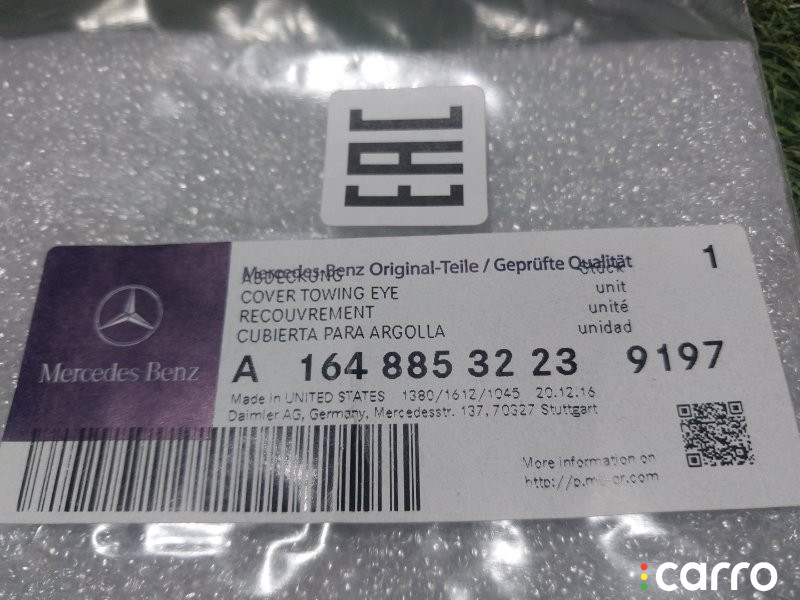 EAC
Mercedes-Benz Original-Teile / Geprüfte Qualität
1
ABDECKUNG Stück
COVER TOWING EYE unit
RECOUVREMENT unité
CUBIERTA PARA ARGOLLA unidad
Mercedes Benz
A 164 885 32 23 9197
Made in UNITED STATES 1380/1612/1045 20.12.16
Daimler AG, Germany, Mercedesstr. 137, 70327 Stuttgart
More information on
carro